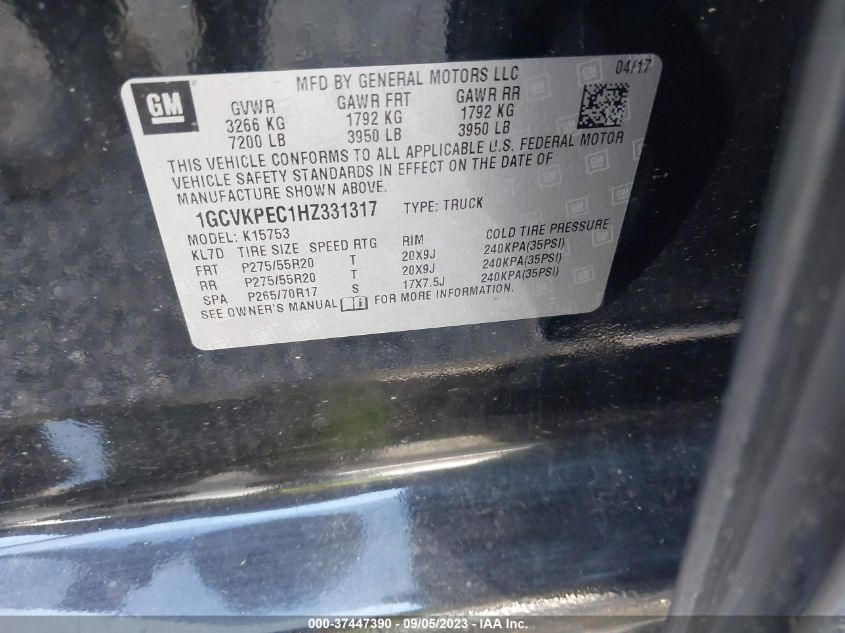 GM
MFD BY GENERAL MOTORS LLC 04/17
GVWR GAWR FRT GAWR RR
3266 KG 1792 KG 1792 KG
7200 LB 3950 LB 3950 LB
THIS VEHICLE CONFORMS TO ALL APPLICABLE U.S. FEDERAL MOTOR
VEHICLE SAFETY STANDARDS IN EFFECT ON THE DATE OF
MANUFACTURE SHOWN ABOVE.
1GCVKPEC1HZ331317 TYPE: TRUCK
MODEL: K15753
KL7D TIRE SIZE SPEED RTG RIM COLD TIRE PRESSURE
FRT P275/55R20 T 20X9J 240KPA(35PSI)
RR P275/55R20 T 20X9J 240KPA(35PSI)
SPA P265/70R17 S 17X7.5J 240KPA(35PSI)
SEE OWNER'S MANUAL FOR MORE INFORMATION.
000-37447390 - 09/05/2023 - IAA Inc.